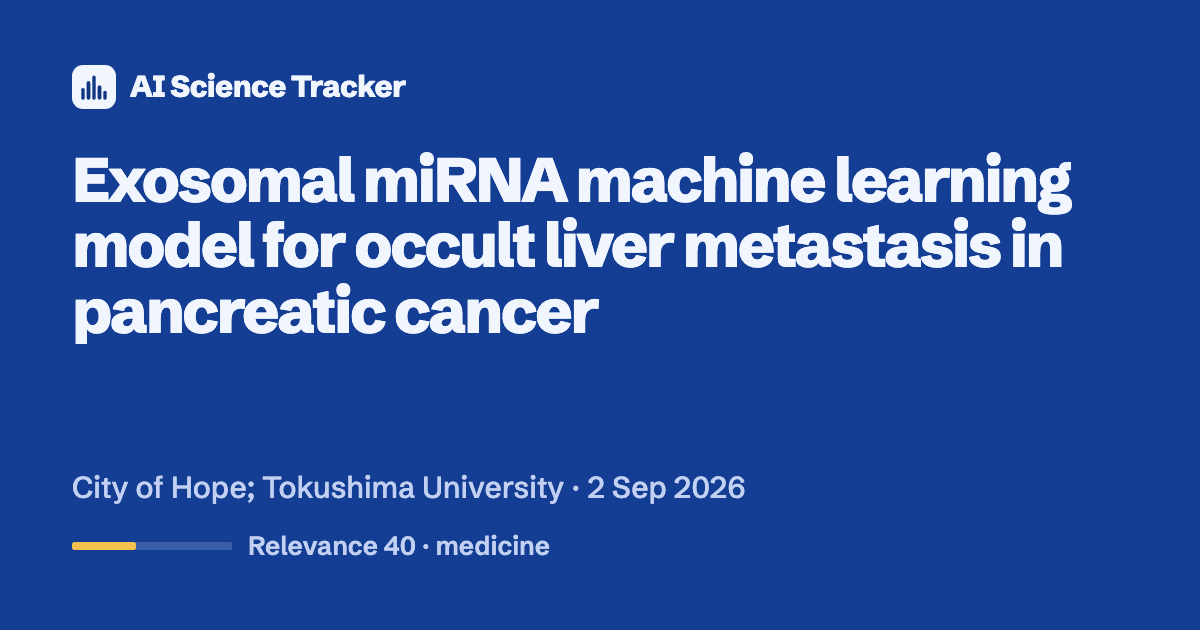 AI Science Tracker
Exosomal miRNA machine learning
model for occult liver metastasis in
pancreatic cancer
City of Hope; Tokushima University · 2 Sep 2026
Relevance 40 · medicine